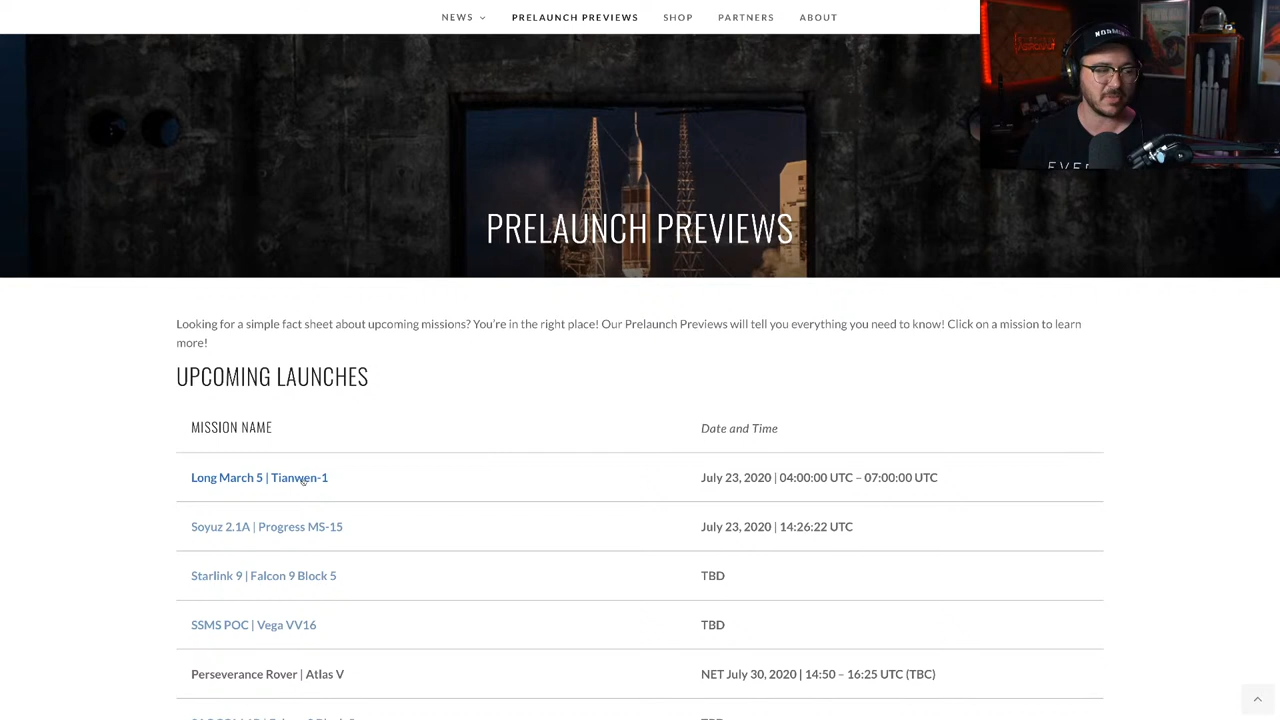 NEWS PRELAUNCH PREVIEWS SHOP PARTNERS ABOUT
EVER
PRELAUNCH PREVIEWS
Looking for a simple fact sheet about upcoming missions? You're in the right place! Our Prelaunch Previews will tell you everything you need to know! Click on a mission to learn
more!
UPCOMING LAUNCHES
MISSION NAME Date and Time
Long March 5 | Tianwen-1 July 23, 2020 | 04:00:00 UTC – 07:00:00 UTC
Soyuz 2.1A | Progress MS-15 July 23, 2020 | 14:26:22 UTC
Starlink 9 | Falcon 9 Block 5 TBD
SSMS POC | Vega VV16 TBD
Perseverance Rover | Atlas V NET July 30, 2020 | 14:50 – 16:25 UTC (TBC)
TBD